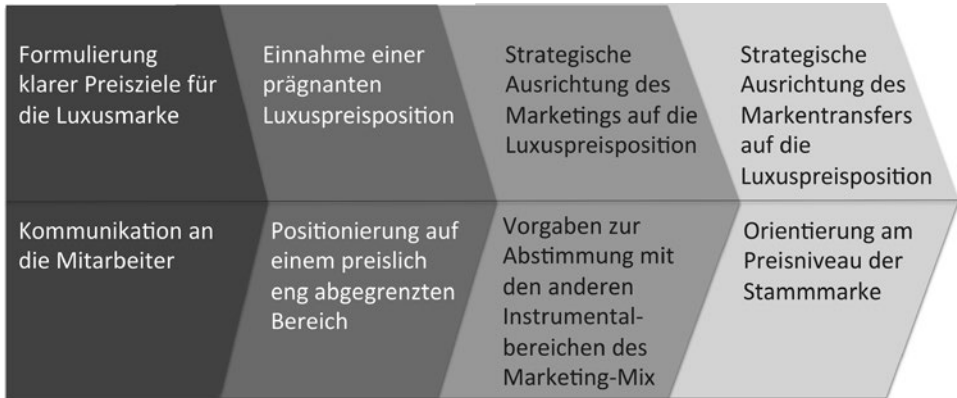 Formulierung
klarer Preisziele für
die Luxusmarke
Einnahme einer
prägnanten
Luxuspreisposition
Strategische
Ausrichtung des
Marketings auf die
Luxuspreisposition
Strategische
Ausrichtung des
Markentransfers
auf die
Luxuspreisposition
Kommunikation an
die Mitarbeiter
Positionierung auf
einem preislich
eng abgegrenzten
Bereich
Vorgaben zur
Abstimmung mit
den anderen
Instrumental-
bereichen des
Marketing-Mix
Orientierung am
Preisniveau der
Stammmarke